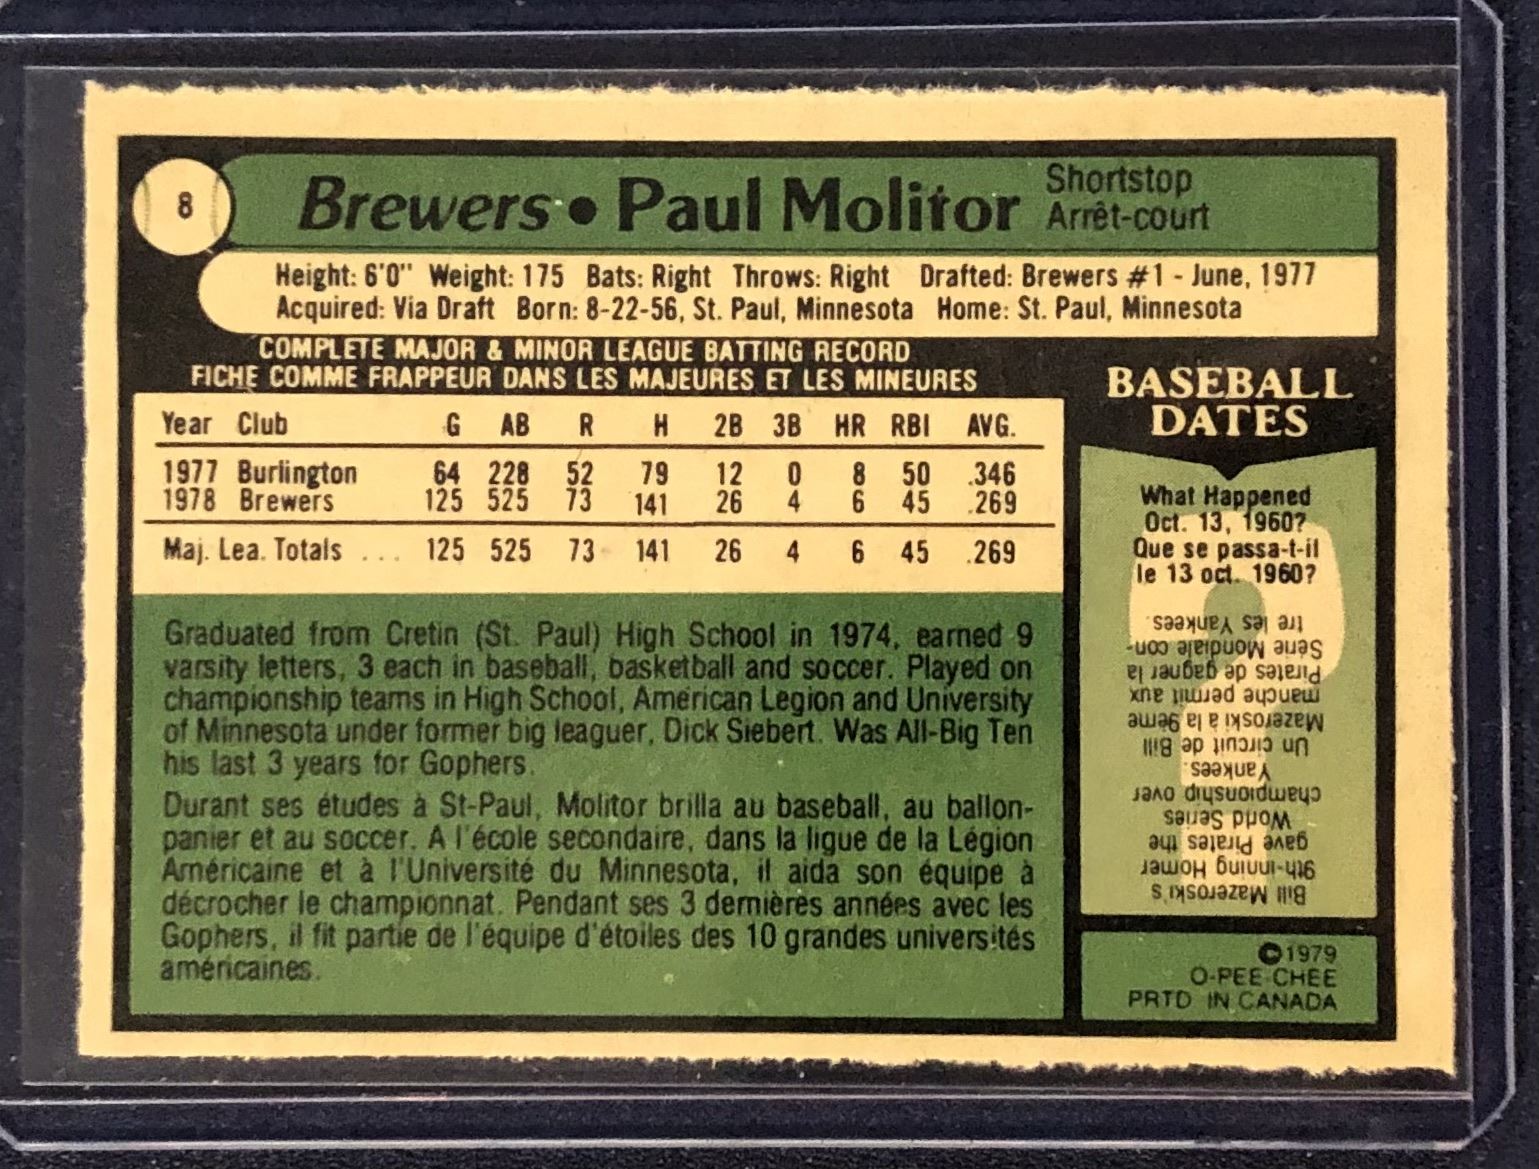 8
Brewers • Paul Molitor
Shortstop
Arrêt-court
Height: 6'0" Weight: 175 Bats: Right Throws: Right Drafted: Brewers #1 - June, 1977
Acquired: Via Draft Born: 8-22-56, St. Paul, Minnesota Home: St. Paul, Minnesota
COMPLETE MAJOR & MINOR LEAGUE BATTING RECORD
FICHE COMME FRAPPEUR DANS LES MAJEURES ET LES MINEURES
Year Club G AB R H 2B 3B HR RBI AVG.
1977 Burlington 64 228 52 79 12 0 8 50 .346
1978 Brewers 125 525 73 141 26 4 6 45 .269
Maj. Lea. Totals ... 125 525 73 141 26 4 6 45 .269
Graduated from Cretin (St. Paul) High School in 1974, earned 9
varsity letters, 3 each in baseball, basketball and soccer. Played on
championship teams in High School, American Legion and University
of Minnesota under former big leaguer, Dick Siebert. Was All-Big Ten
his last 3 years for Gophers.
Durant ses études à St-Paul, Molitor brilla au baseball, au ballon-
panier et au soccer. A l'école secondaire, dans la ligue de la Légion
Américaine et à l'Université du Minnesota, il aida son équipe à
décrocher le championnat. Pendant ses 3 dernières années avec les
Gophers, il fit partie de l'équipe d'étoiles des 10 grandes universités
américaines.
BASEBALL
DATES
What Happened
Oct. 13, 1960?
Que se passa-t-il
le 13 oct. 1960?
Bill Mazeroski's
9th-inning Homer
gave Pirates the
World Series
championship over
Yankees.
Un circuit de Bill
Mazeroski à la 9ème
manche permit aux
Pirates de gagner la
Série Mondiale con-
tre les Yankees.
©1979
O-PEE-CHEE
PRTD IN CANADA